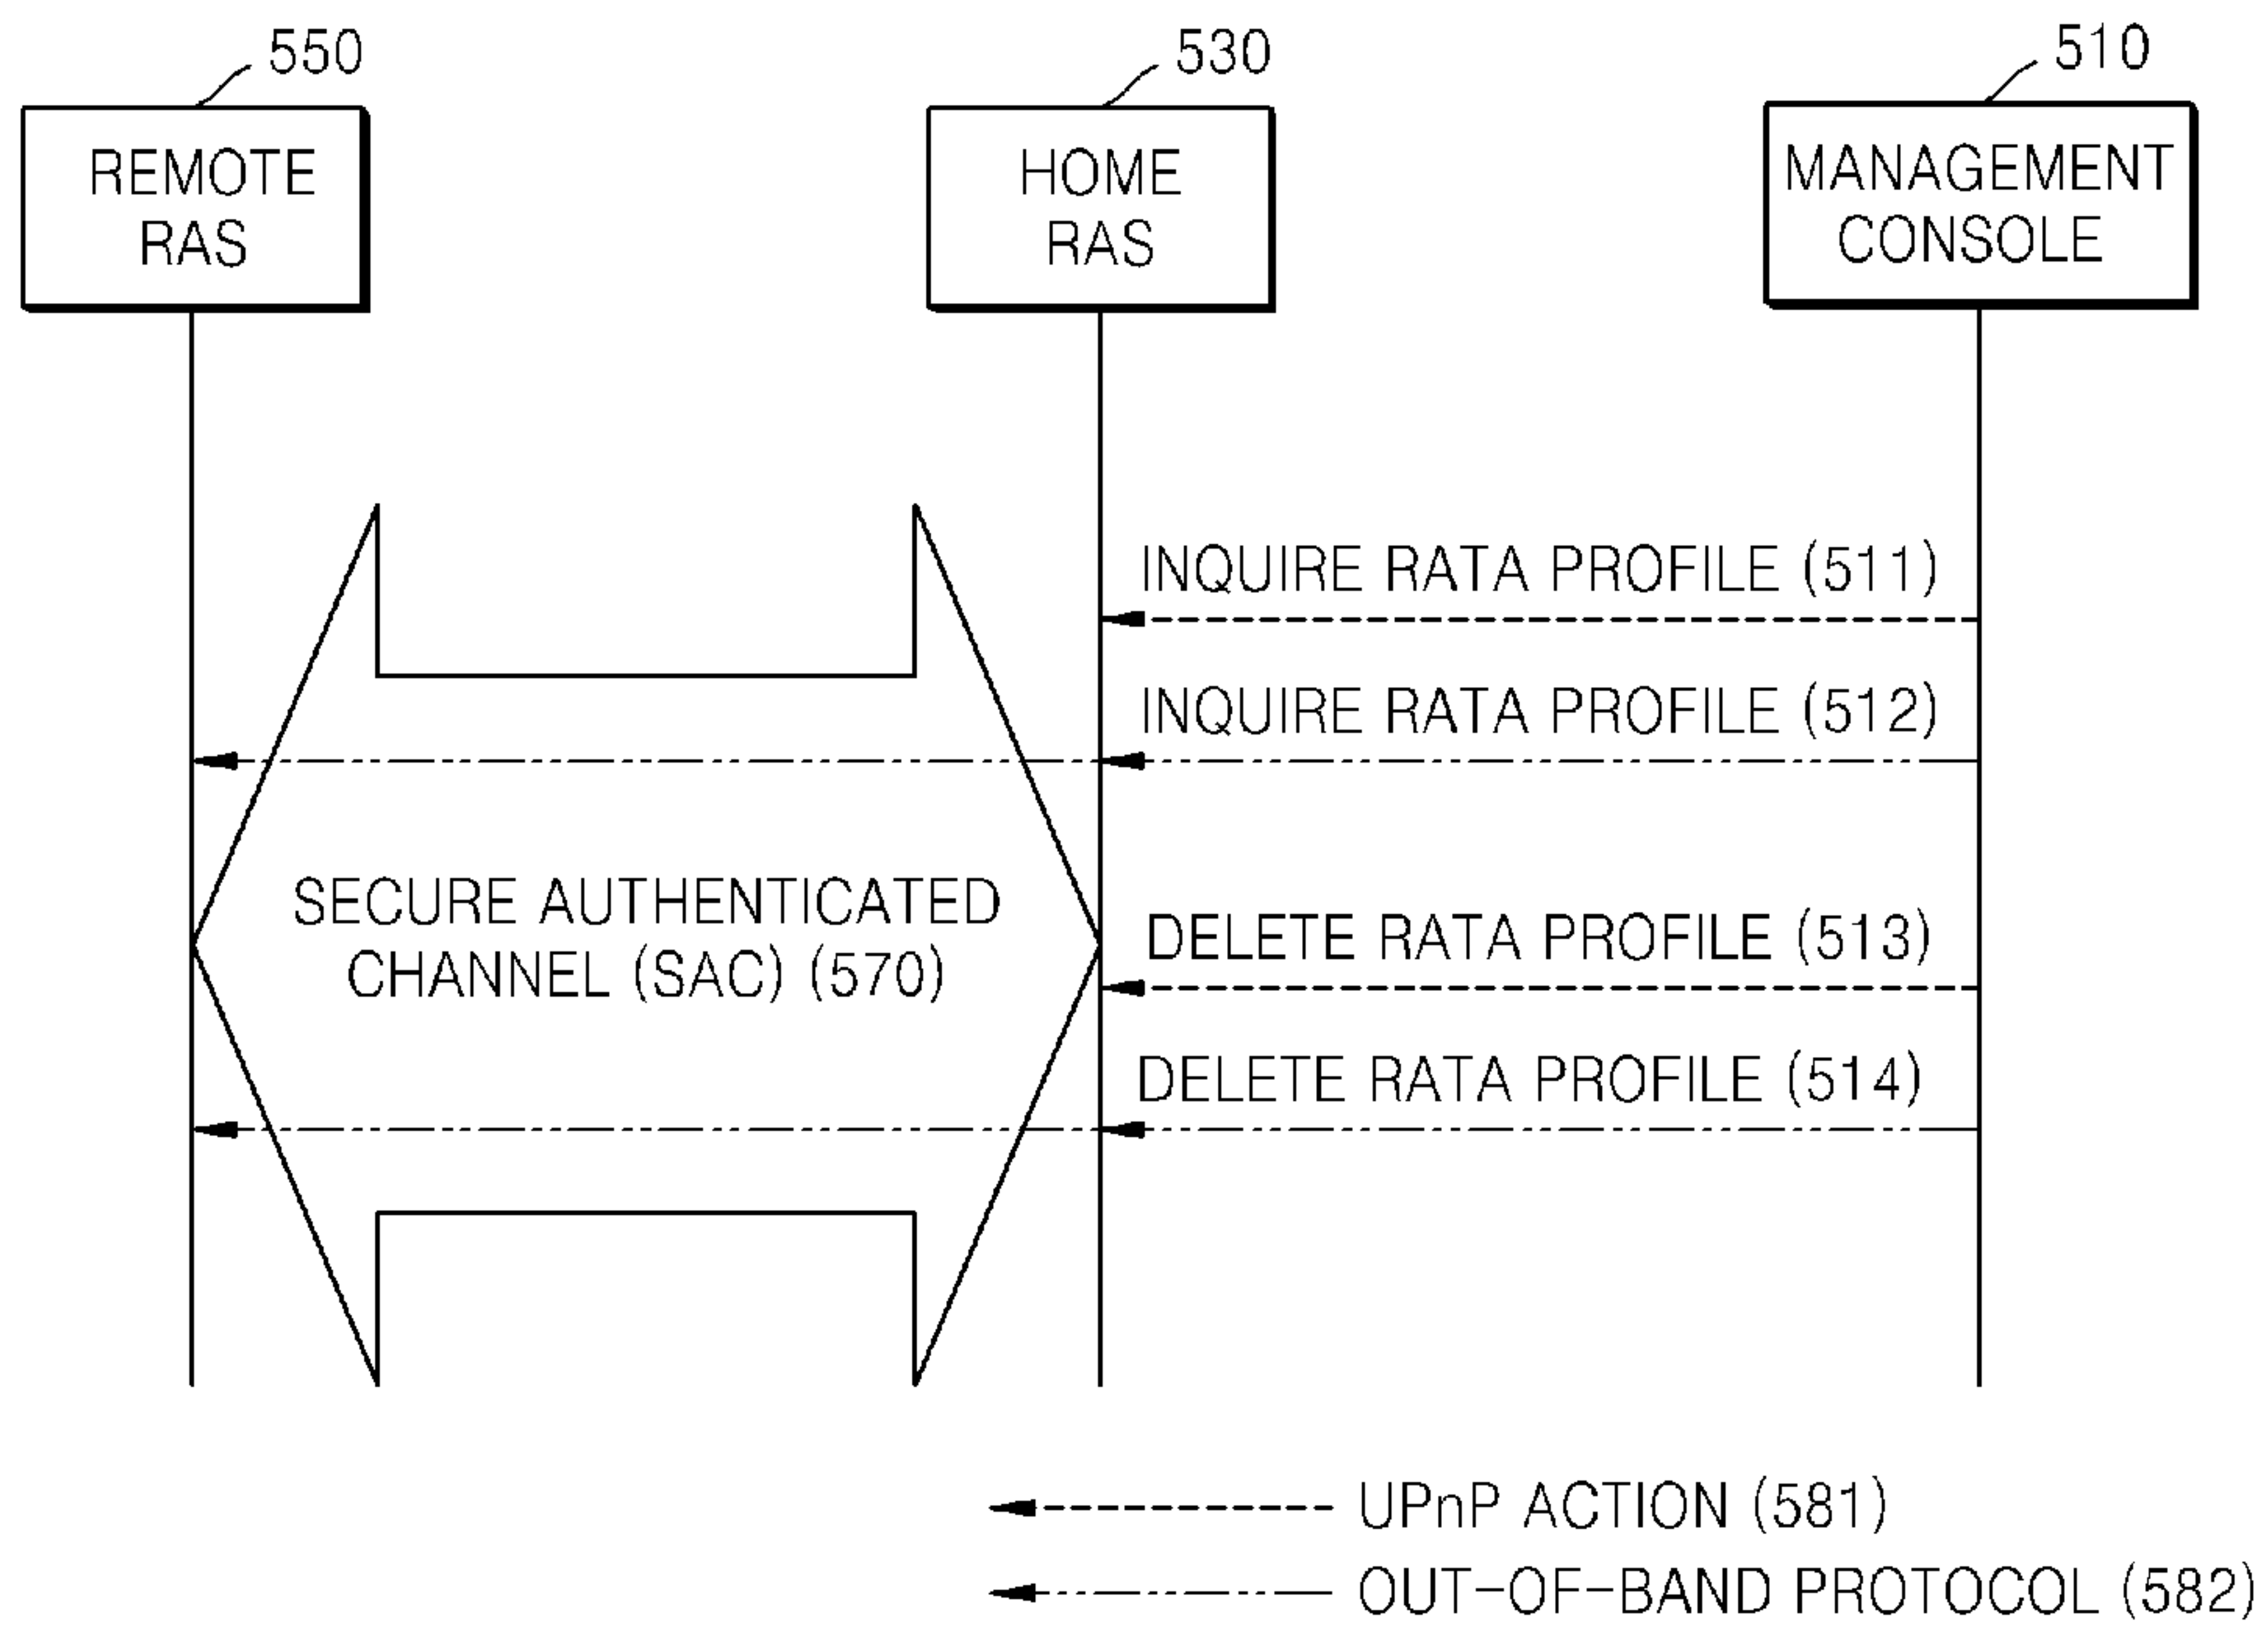 550
530
510
REMOTE
RAS
HOME
RAS
MANAGEMENT
CONSOLE
INQUIRE RATA PROFILE (511)
INQUIRE RATA PROFILE (512)
SECURE AUTHENTICATED
CHANNEL (SAC) (570)
DELETE RATA PROFILE (513)
DELETE RATA PROFILE (514)
UPnP ACTION (581)
OUT-OF-BAND PROTOCOL (582)